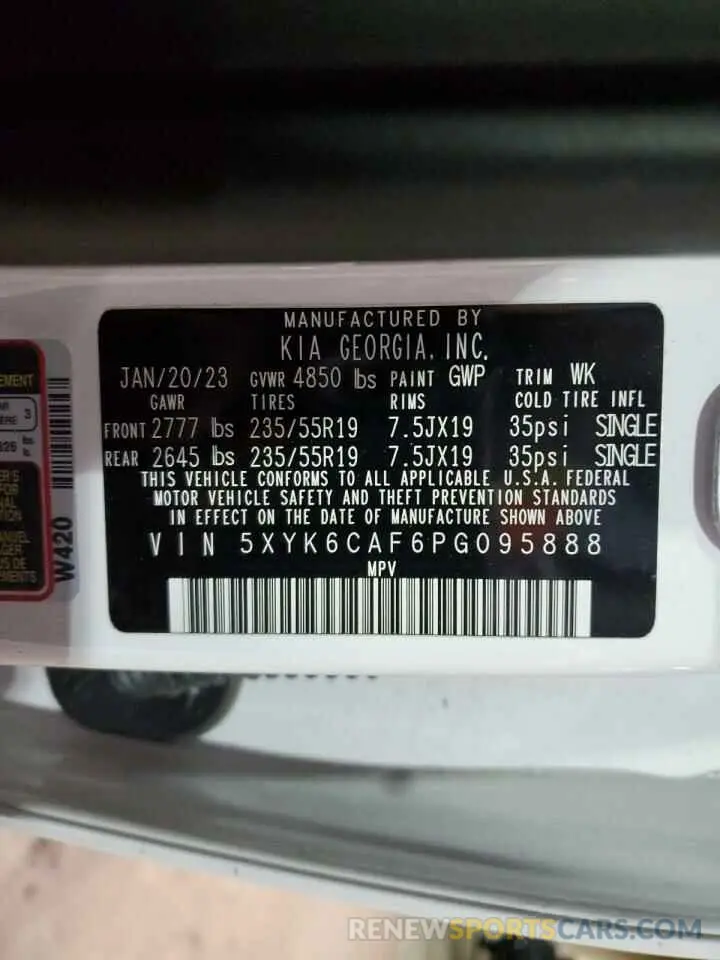 MANUFACTURED BY
KIA GEORGIA, INC.
JAN/20/23 GVWR 4850 lbs PAINT GWP TRIM WK
GAWR TIRES RIMS COLD TIRE INFL
FRONT 2777 lbs 235/55R19 7.5JX19 35psi SINGLE
REAR 2645 lbs 235/55R19 7.5JX19 35psi SINGLE
THIS VEHICLE CONFORMS TO ALL APPLICABLE U.S.A. FEDERAL
MOTOR VEHICLE SAFETY AND THEFT PREVENTION STANDARDS
IN EFFECT ON THE DATE OF MANUFACTURE SHOWN ABOVE
VIN 5XYK6CAF6PG095888
MPV
W420
3
lbs
RENEWSPORTSCARS.COM